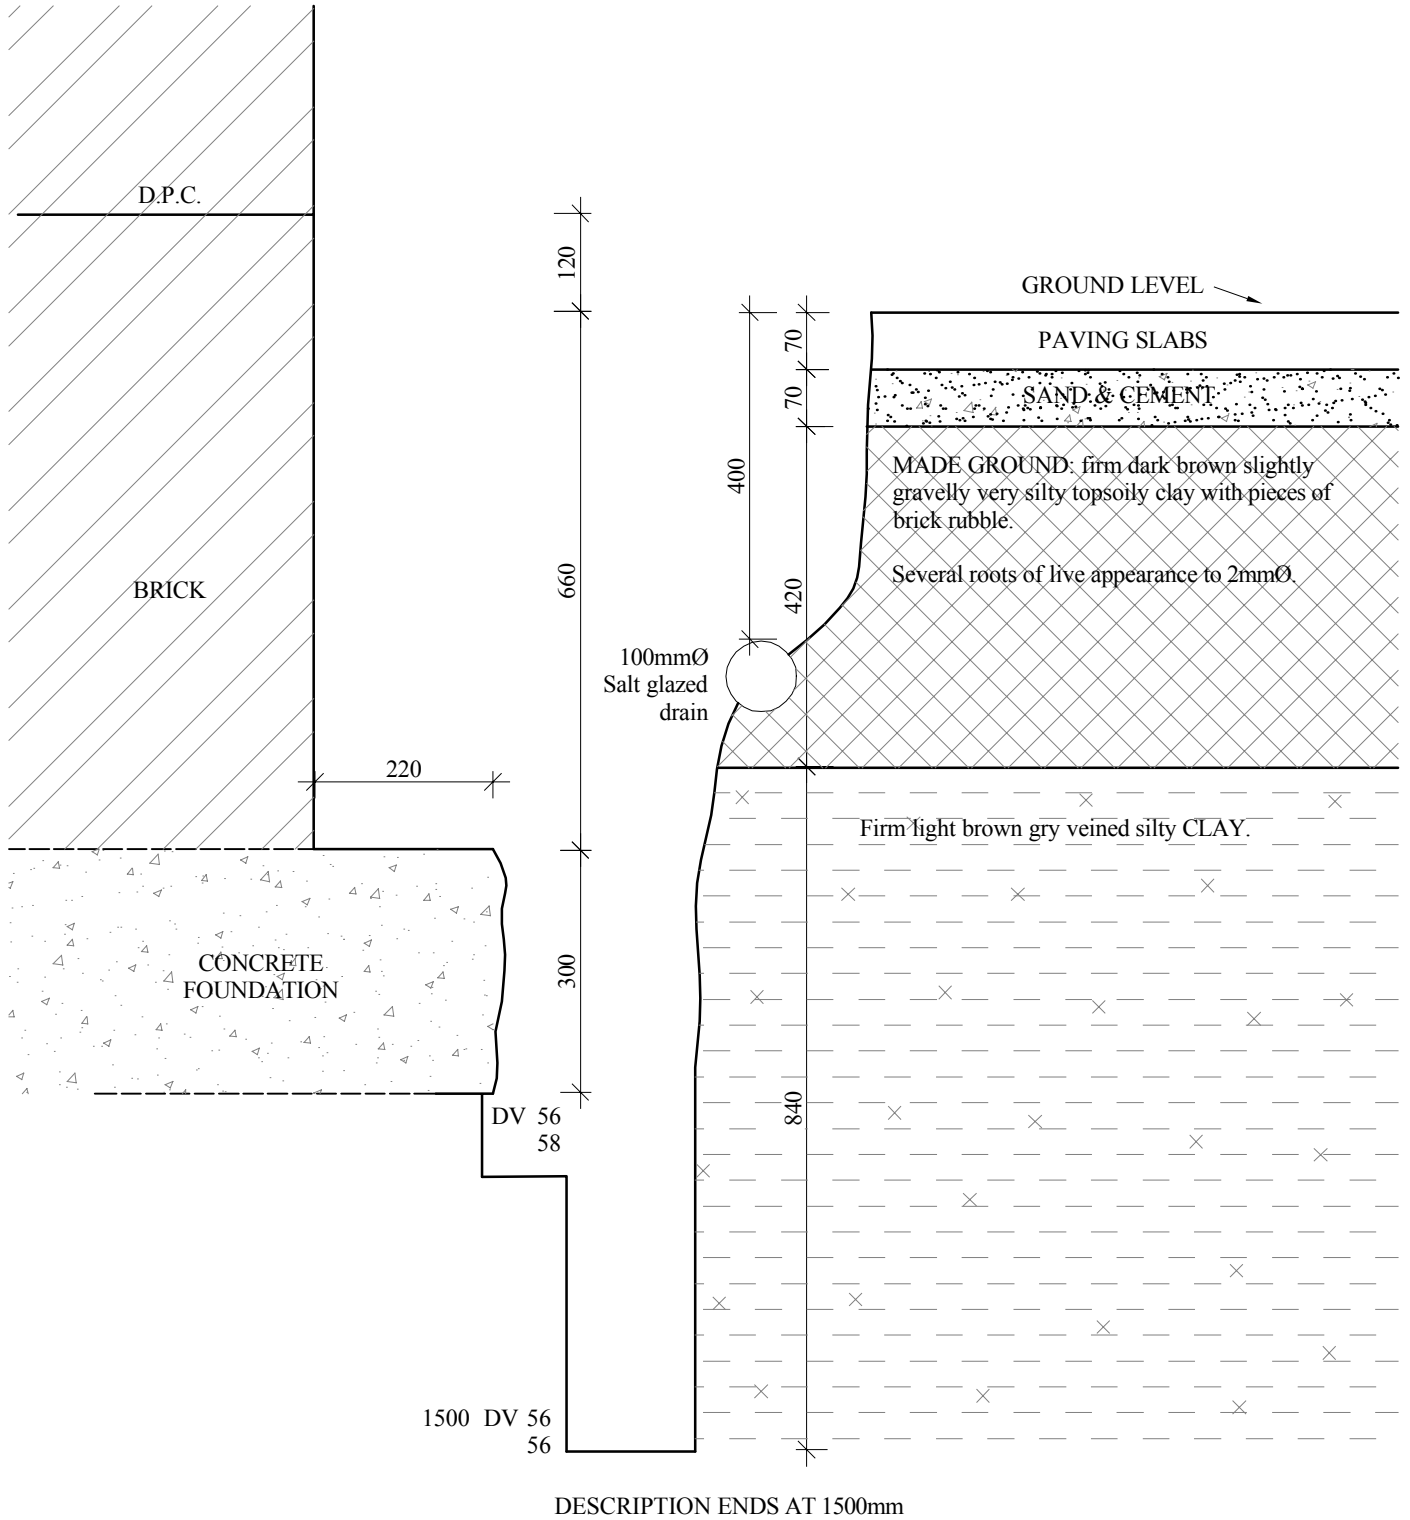 D.P.C.
120
GROUND LEVEL
70
PAVING SLABS
70
SAND & CEMENT
400
MADE GROUND: firm dark brown slightly
gravelly very silty topsoily clay with pieces of
brick rubble.
Several roots of live appearance to 2mmØ.
BRICK
660
420
100mmØ
Salt glazed
drain
220
Firm light brown gry veined silty CLAY.
CONCRETE
FOUNDATION
300
840
DV 56
58
1500 DV 56
56
DESCRIPTION ENDS AT 1500mm